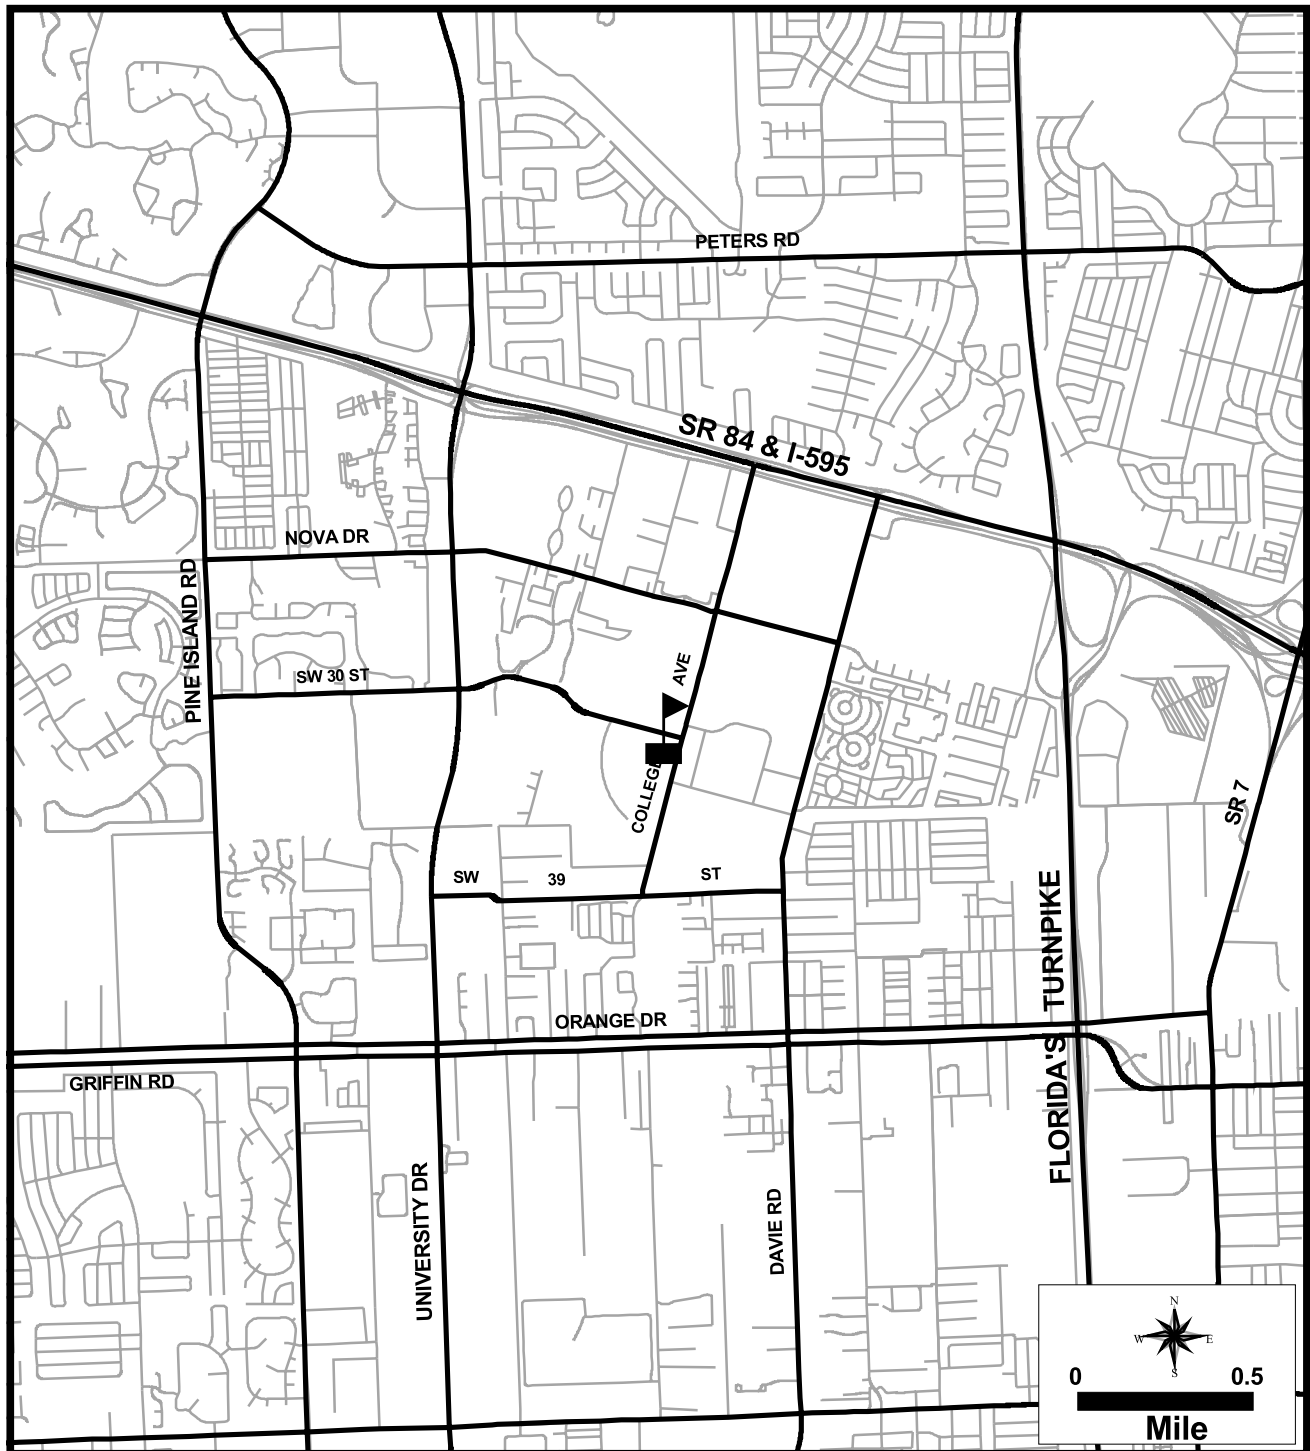 PETERS RD
SR 84 & I-595
NOVA DR
PINE ISLAND RD
SW 30 ST
COLLEGE AVE
SR 7
SW 39 ST
FLORIDA'S TURNPIKE
ORANGE DR
GRIFFIN RD
UNIVERSITY DR
DAVIE RD
N
W E
S
0 0.5
Mile